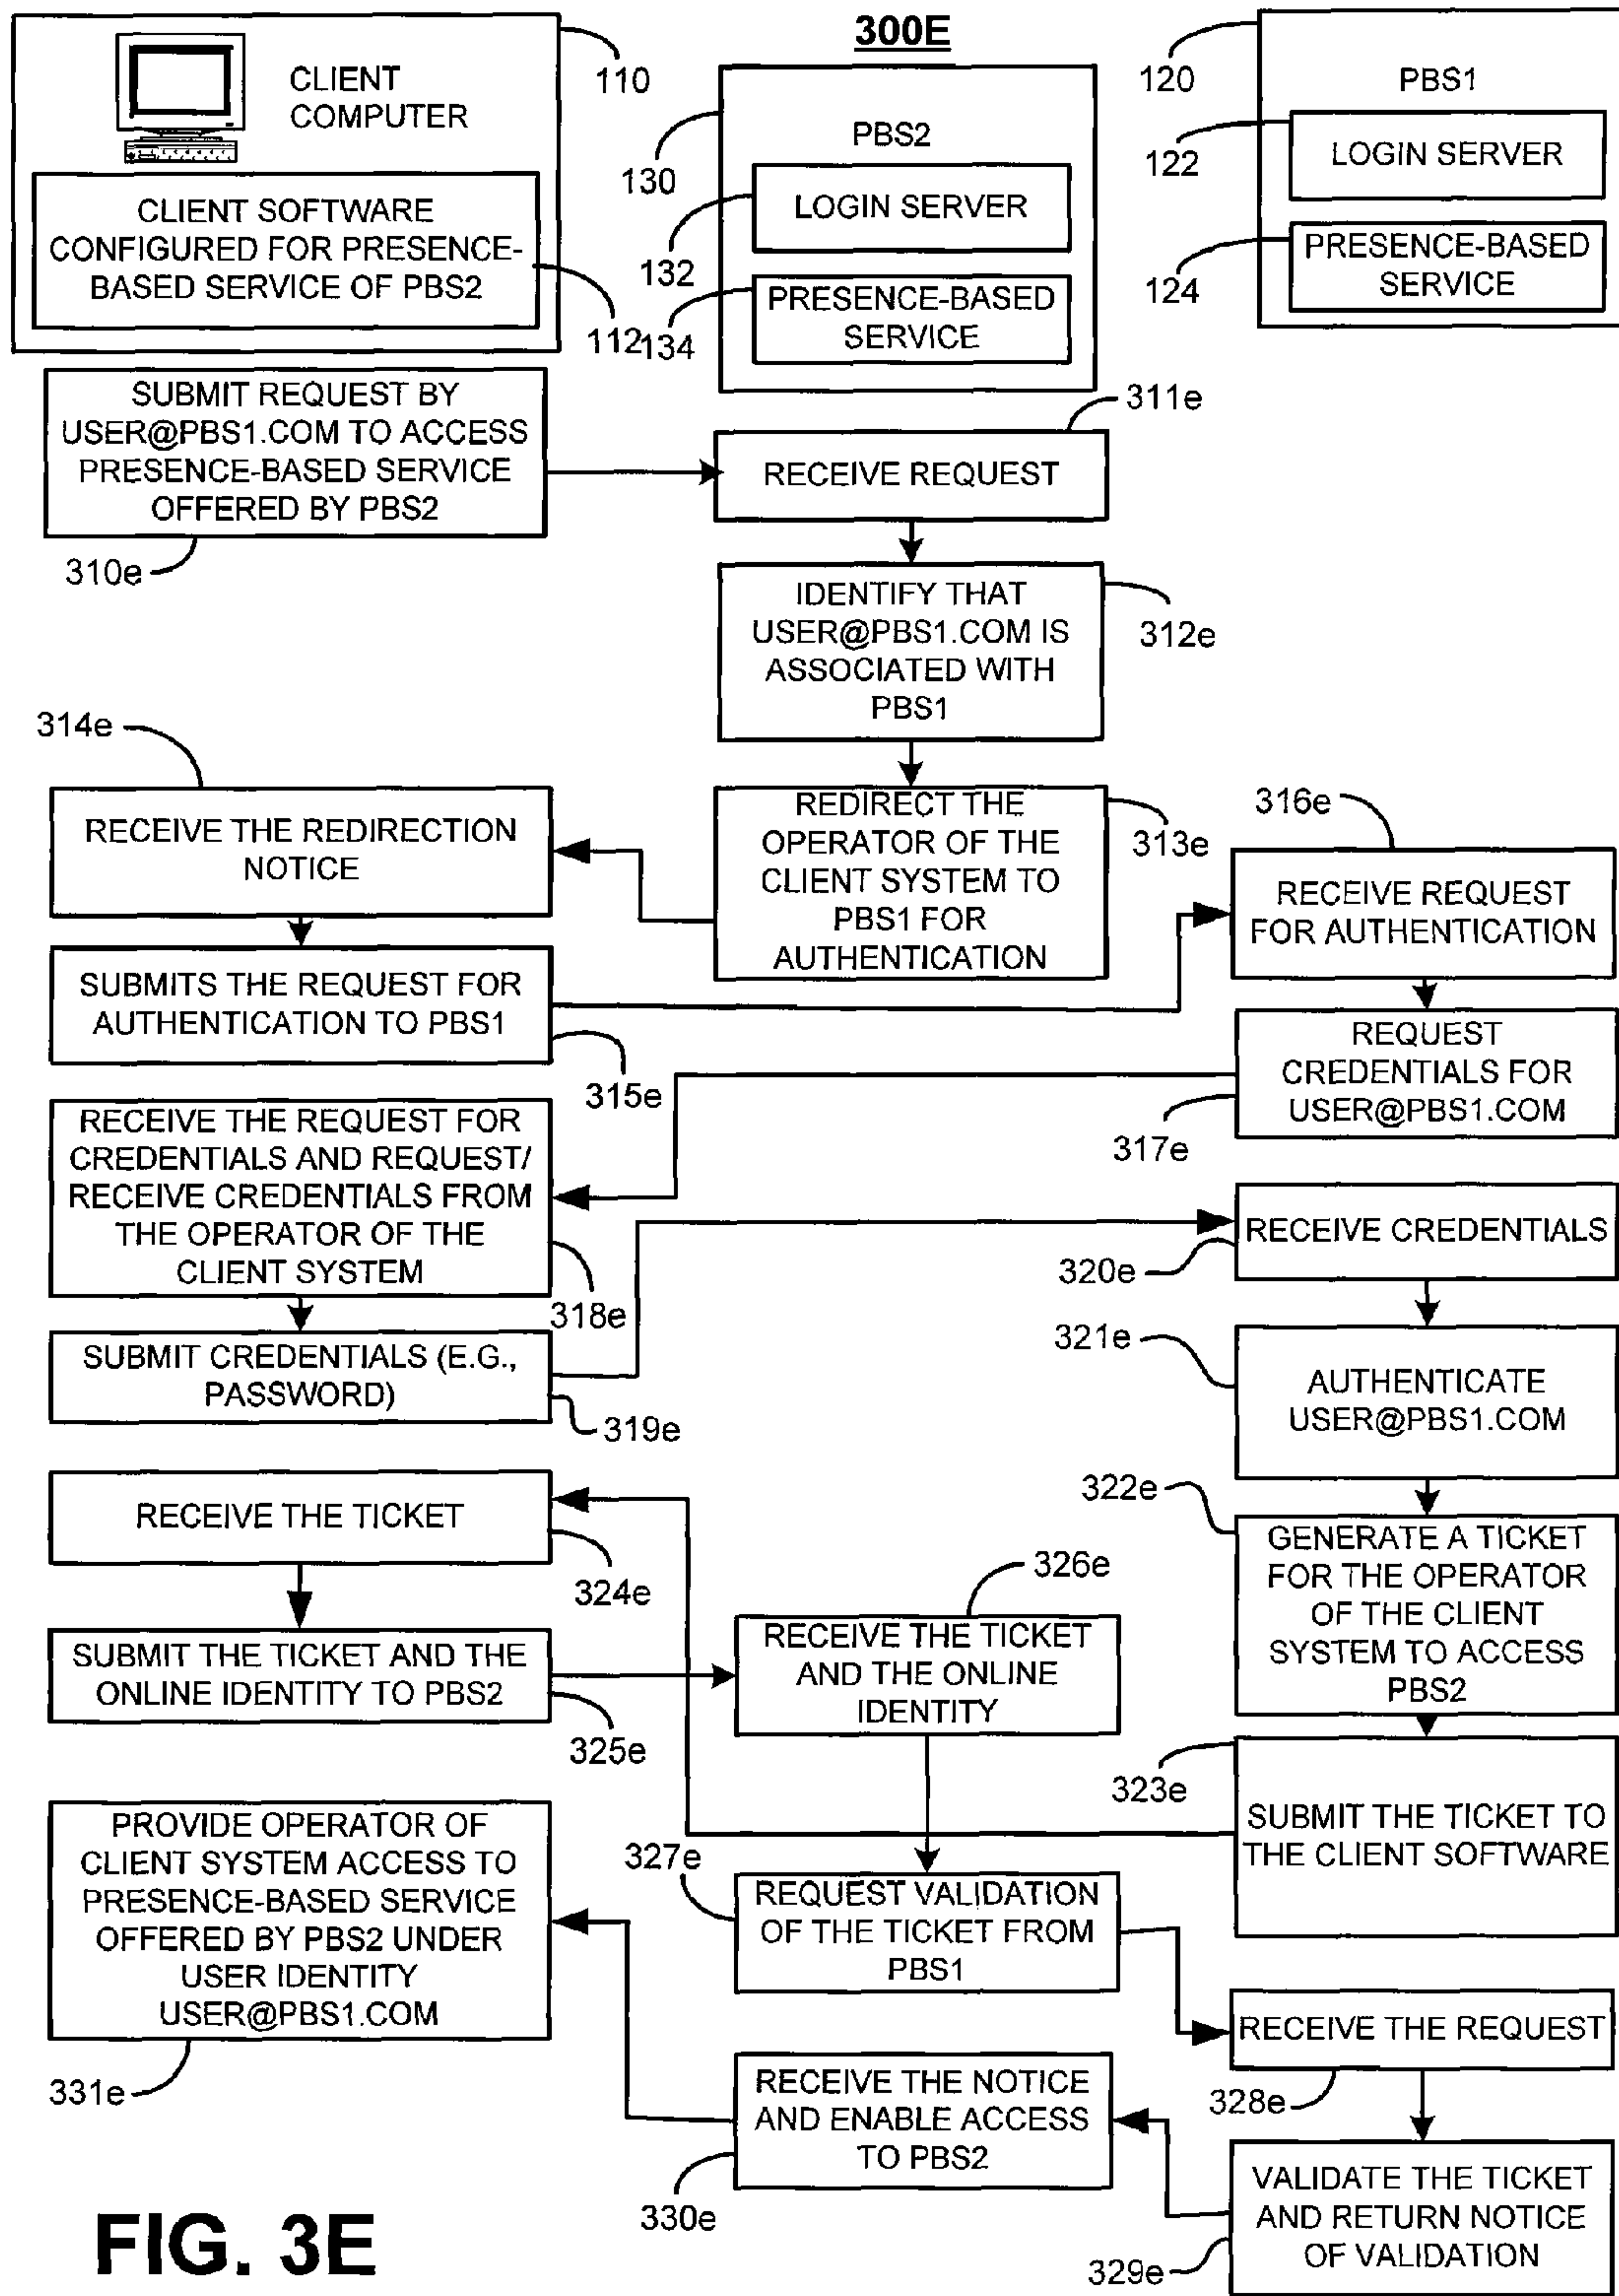 300E
CLIENT
COMPUTER
110
CLIENT SOFTWARE
CONFIGURED FOR PRESENCE-
BASED SERVICE OF PBS2
112
PBS2
130
LOGIN SERVER
132
PRESENCE-BASED
SERVICE
134
120
PBS1
LOGIN SERVER
122
PRESENCE-BASED
SERVICE
124
SUBMIT REQUEST BY
USER@PBS1.COM TO ACCESS
PRESENCE-BASED SERVICE
OFFERED BY PBS2
310e
311e
RECEIVE REQUEST
IDENTIFY THAT
USER@PBS1.COM IS
ASSOCIATED WITH
PBS1
312e
REDIRECT THE
OPERATOR OF THE
CLIENT SYSTEM TO
PBS1 FOR
AUTHENTICATION
313e
314e
RECEIVE THE REDIRECTION
NOTICE
SUBMITS THE REQUEST FOR
AUTHENTICATION TO PBS1
315e
316e
RECEIVE REQUEST
FOR AUTHENTICATION
REQUEST
CREDENTIALS FOR
USER@PBS1.COM
317e
RECEIVE THE REQUEST FOR
CREDENTIALS AND REQUEST/
RECEIVE CREDENTIALS FROM
THE OPERATOR OF THE
CLIENT SYSTEM
318e
SUBMIT CREDENTIALS (E.G.,
PASSWORD)
319e
RECEIVE CREDENTIALS
320e
321e
AUTHENTICATE
USER@PBS1.COM
322e
GENERATE A TICKET
FOR THE OPERATOR
OF THE CLIENT
SYSTEM TO ACCESS
PBS2
323e
SUBMIT THE TICKET TO
THE CLIENT SOFTWARE
RECEIVE THE TICKET
324e
SUBMIT THE TICKET AND THE
ONLINE IDENTITY TO PBS2
325e
326e
RECEIVE THE TICKET
AND THE ONLINE
IDENTITY
327e
REQUEST VALIDATION
OF THE TICKET FROM
PBS1
RECEIVE THE REQUEST
328e
VALIDATE THE TICKET
AND RETURN NOTICE
OF VALIDATION
329e
RECEIVE THE NOTICE
AND ENABLE ACCESS
TO PBS2
330e
PROVIDE OPERATOR OF
CLIENT SYSTEM ACCESS TO
PRESENCE-BASED SERVICE
OFFERED BY PBS2 UNDER
USER IDENTITY
USER@PBS1.COM
331e
FIG. 3E